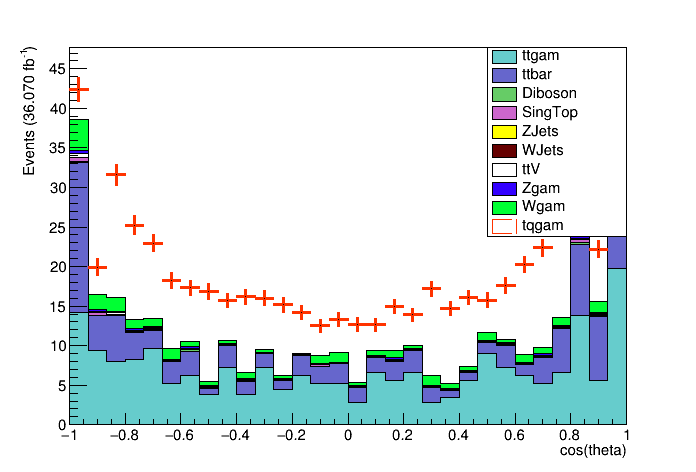 Events (36.070 fb⁻¹)
45
40
35
30
25
20
15
10
5
0
−1 −0.8 −0.6 −0.4 −0.2 0 0.2 0.4 0.6 0.8 1
cos(theta)
ttgam
ttbar
Diboson
SingTop
ZJets
WJets
ttV
Zgam
Wgam
tqgam